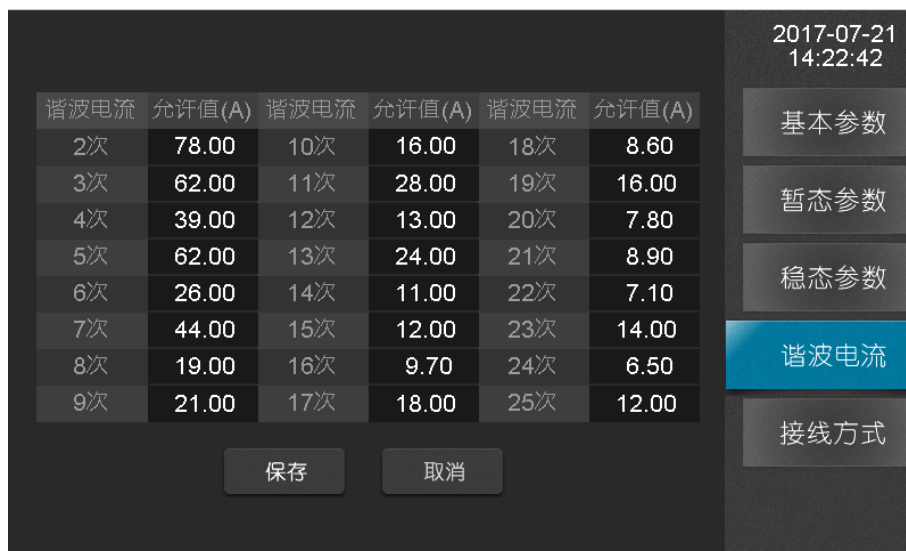 2017-07-21
14:22:42
谐波电流 允许值(A) 谐波电流 允许值(A) 谐波电流 允许值(A)
2次 78.00 10次 16.00 18次 8.60
3次 62.00 11次 28.00 19次 16.00
4次 39.00 12次 13.00 20次 7.80
5次 62.00 13次 24.00 21次 8.90
6次 26.00 14次 11.00 22次 7.10
7次 44.00 15次 12.00 23次 14.00
8次 19.00 16次 9.70 24次 6.50
9次 21.00 17次 18.00 25次 12.00
保存 取消
基本参数
暂态参数
稳态参数
谐波电流
接线方式